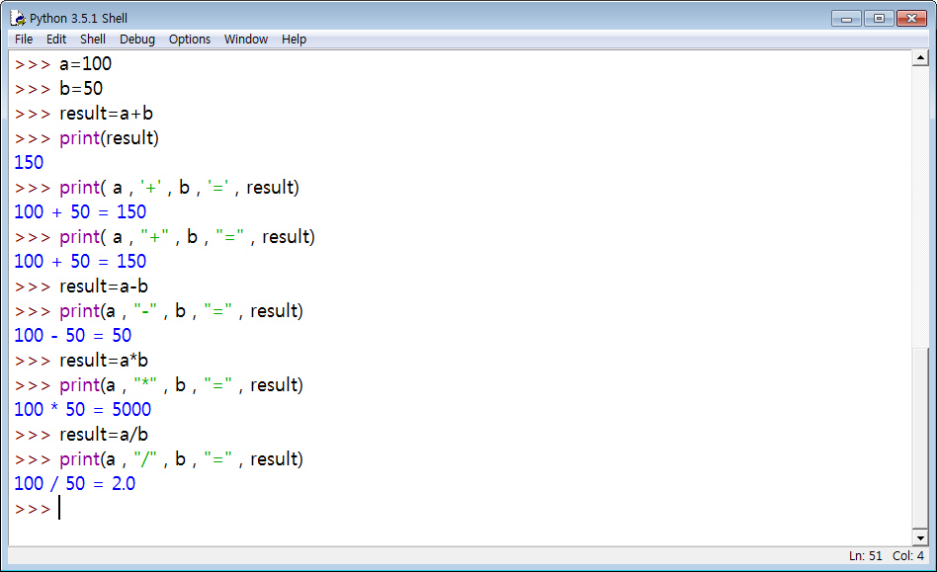 Python 3.5.1 Shell
File Edit Shell Debug Options Window Help
>>> a=100
>>> b=50
>>> result=a+b
>>> print(result)
150
>>> print( a , '+' , b , '=' , result)
100 + 50 = 150
>>> print( a , "+" , b , "=" , result)
100 + 50 = 150
>>> result=a-b
>>> print(a , "-" , b , "=" , result)
100 - 50 = 50
>>> result=a*b
>>> print(a , "*" , b , "=" , result)
100 * 50 = 5000
>>> result=a/b
>>> print(a , "/" , b , "=" , result)
100 / 50 = 2.0
>>>
Ln: 51 Col: 4